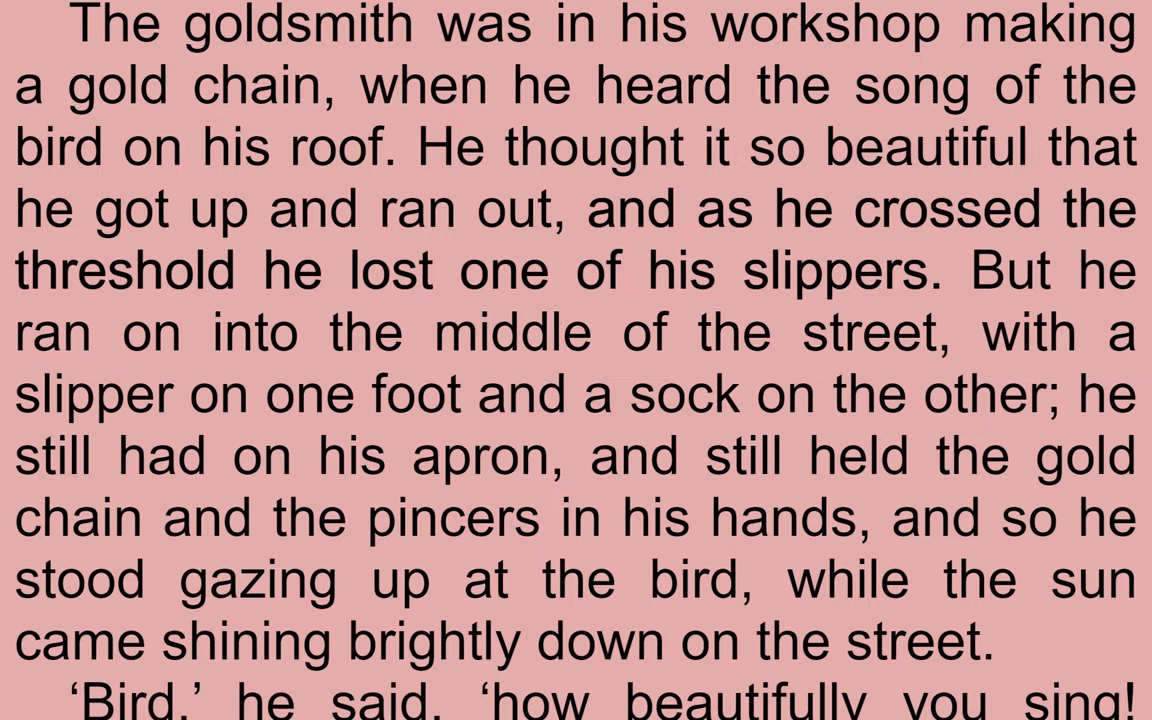 The goldsmith was in his workshop making
a gold chain, when he heard the song of the
bird on his roof. He thought it so beautiful that
he got up and ran out, and as he crossed the
threshold he lost one of his slippers. But he
ran on into the middle of the street, with a
slipper on one foot and a sock on the other; he
still had on his apron, and still held the gold
chain and the pincers in his hands, and so he
stood gazing up at the bird, while the sun
came shining brightly down on the street.
‘Bird,’ he said, ‘how beautifully you sing!